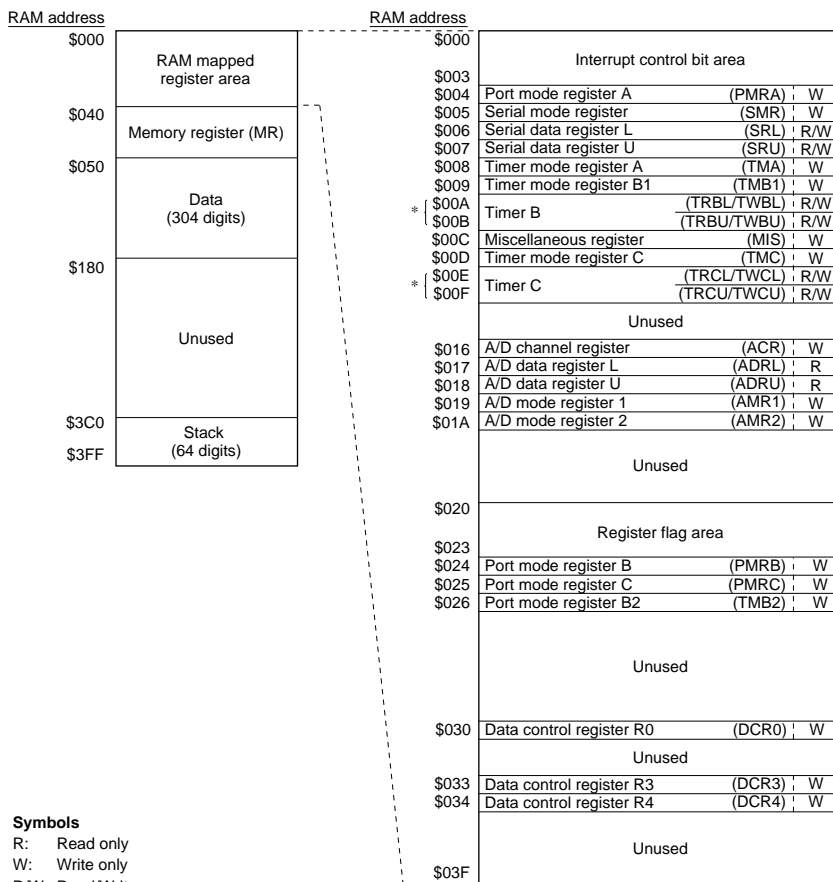 RAM address
$000
RAM mapped
register area
$040
Memory register (MR)
$050
Data
(304 digits)
$180
Unused
$3C0
Stack
(64 digits)
$3FF
RAM address
$000
Interrupt control bit area
$003
$004 Port mode register A (PMRA) W
$005 Serial mode register (SMR) W
$006 Serial data register L (SRL) R/W
$007 Serial data register U (SRU) R/W
$008 Timer mode register A (TMA) W
$009 Timer mode register B1 (TMB1) W
* $00A Timer B (TRBL/TWBL) R/W
$00B (TRBU/TWBU) R/W
$00C Miscellaneous register (MIS) W
$00D Timer mode register C (TMC) W
* $00E Timer C (TRCL/TWCL) R/W
$00F (TRCU/TWCU) R/W
Unused
$016 A/D channel register (ACR) W
$017 A/D data register L (ADRL) R
$018 A/D data register U (ADRU) R
$019 A/D mode register 1 (AMR1) W
$01A A/D mode register 2 (AMR2) W
Unused
$020
Register flag area
$023
$024 Port mode register B (PMRB) W
$025 Port mode register C (PMRC) W
$026 Port mode register B2 (TMB2) W
Unused
$030 Data control register R0 (DCR0) W
Unused
$033 Data control register R3 (DCR3) W
$034 Data control register R4 (DCR4) W
Unused
$03F
Symbols
R: Read only
W: Write only